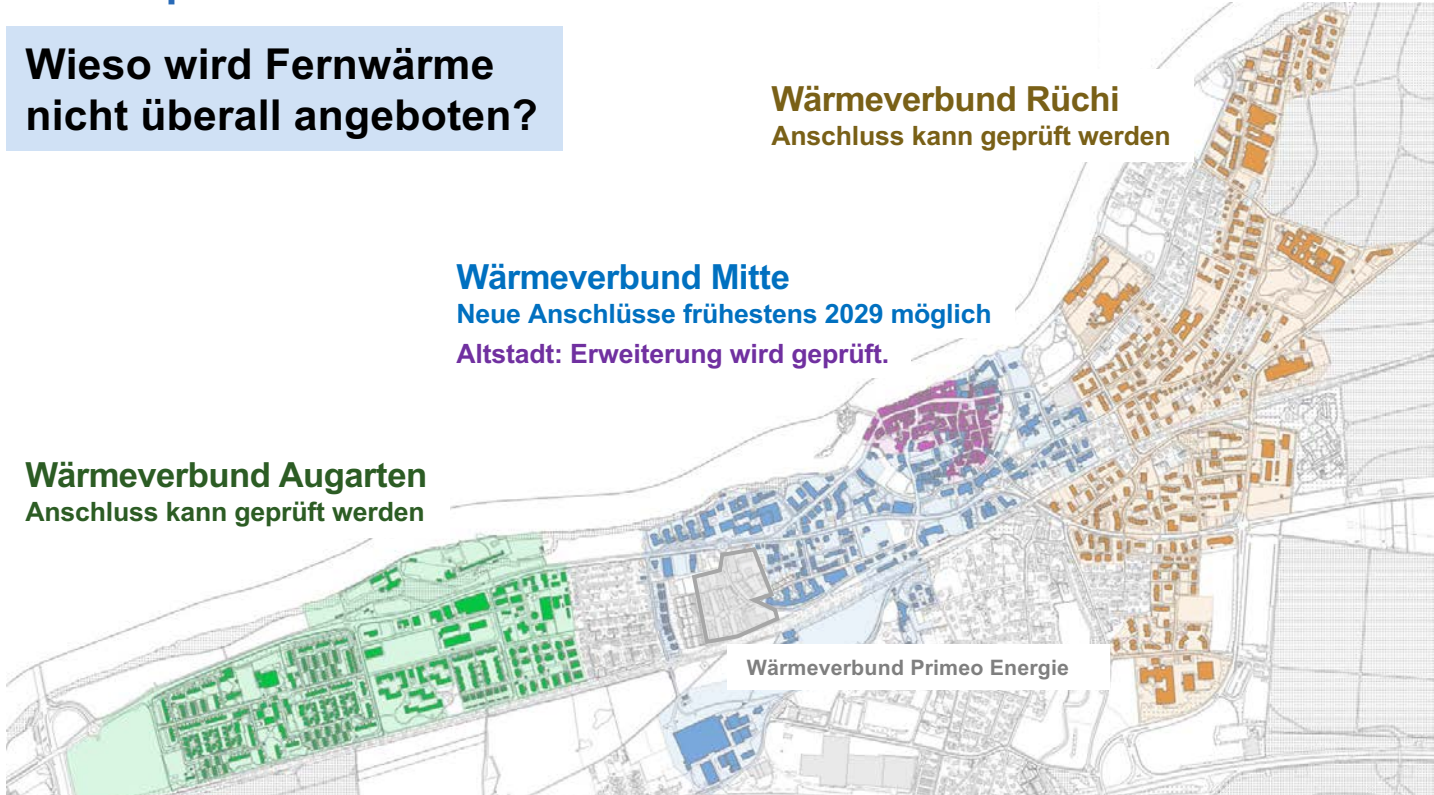 Wieso wird Fernwärme
nicht überall angeboten?
Wärmeverbund Rüchi
Anschluss kann geprüft werden
Wärmeverbund Mitte
Neue Anschlüsse frühestens 2029 möglich
Altstadt: Erweiterung wird geprüft.
Wärmeverbund Augarten
Anschluss kann geprüft werden
Wärmeverbund Primeo Energie